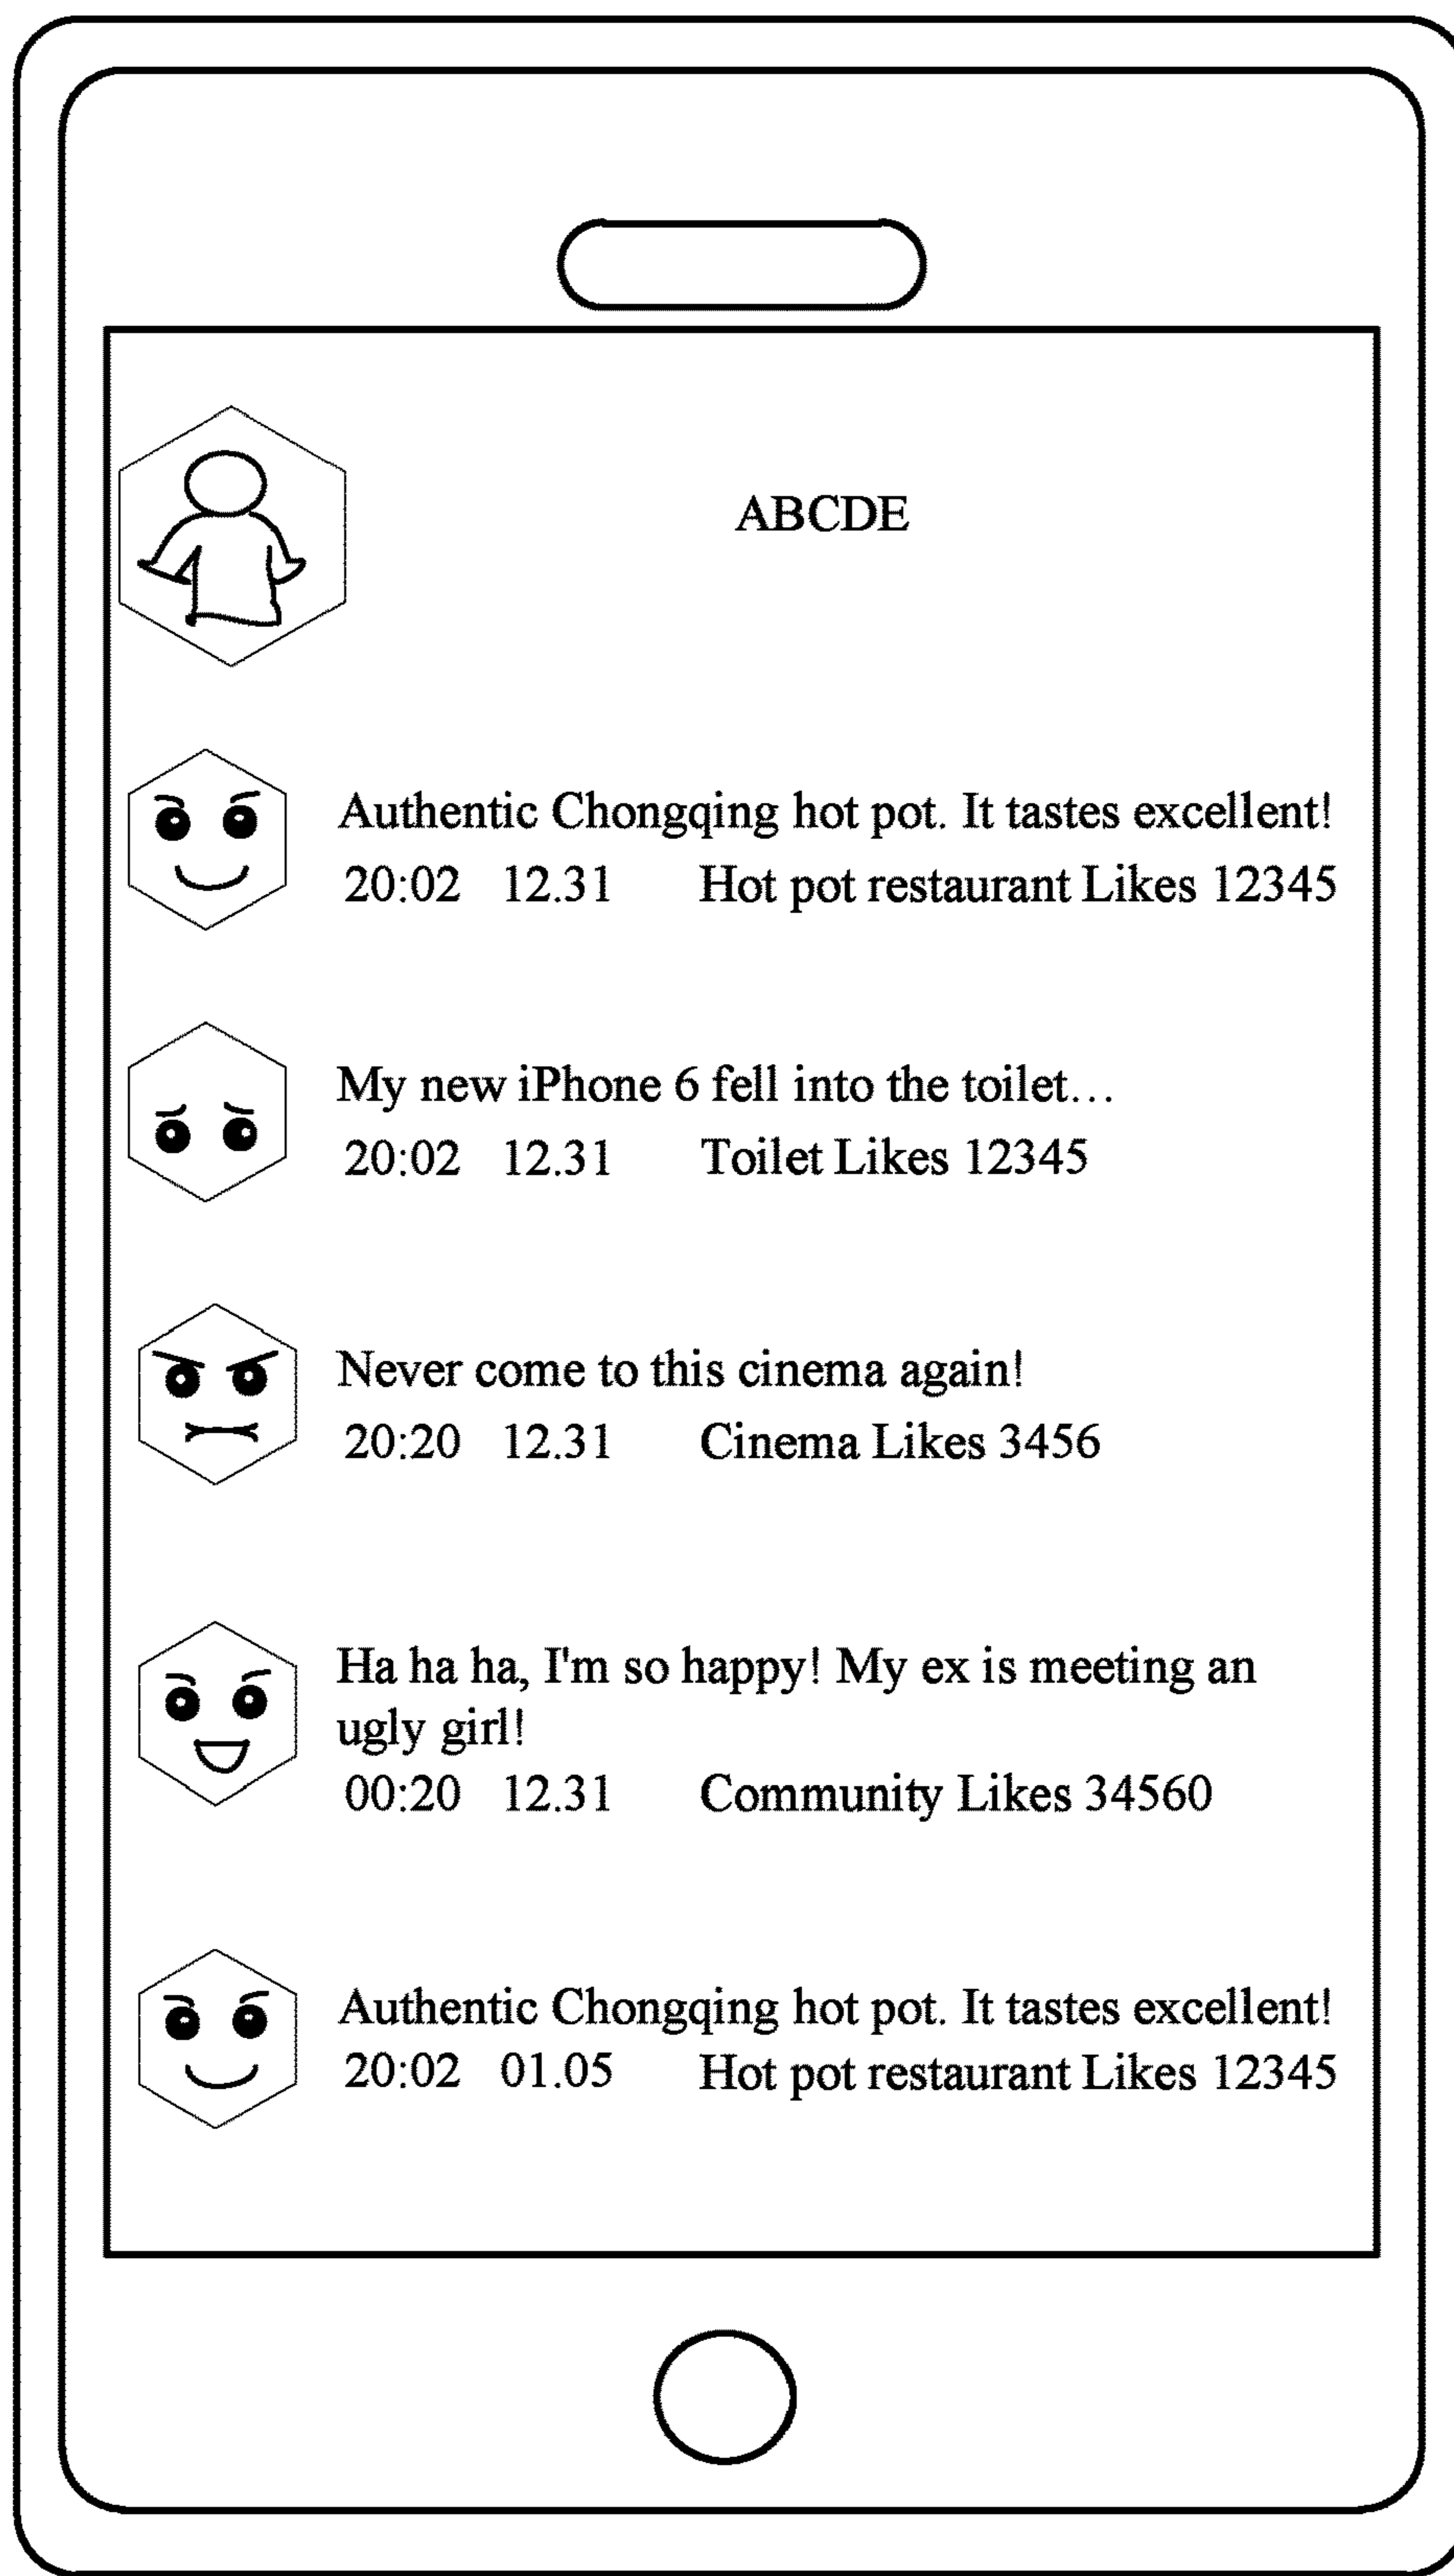 ABCDE
Authentic Chongqing hot pot. It tastes excellent!
20:02 12.31 Hot pot restaurant Likes 12345
My new iPhone 6 fell into the toilet…
20:02 12.31 Toilet Likes 12345
Never come to this cinema again!
20:20 12.31 Cinema Likes 3456
Ha ha ha, I'm so happy! My ex is meeting an
ugly girl!
00:20 12.31 Community Likes 34560
Authentic Chongqing hot pot. It tastes excellent!
20:02 01.05 Hot pot restaurant Likes 12345